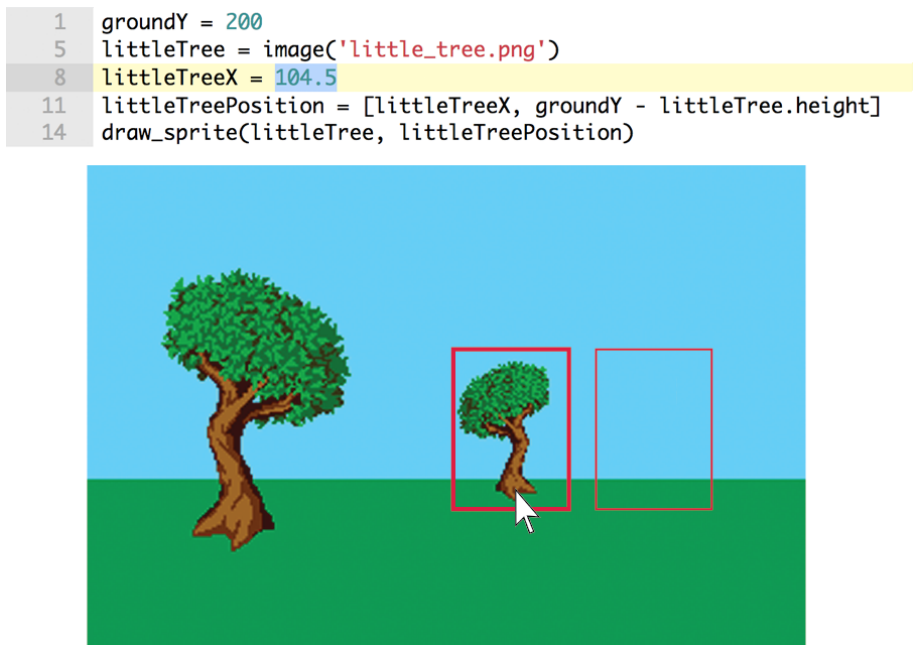 1 groundY = 200
5 littleTree = image('little_tree.png')
8 littleTreeX = 104.5
11 littleTreePosition = [littleTreeX, groundY - littleTree.height]
14 draw_sprite(littleTree, littleTreePosition)